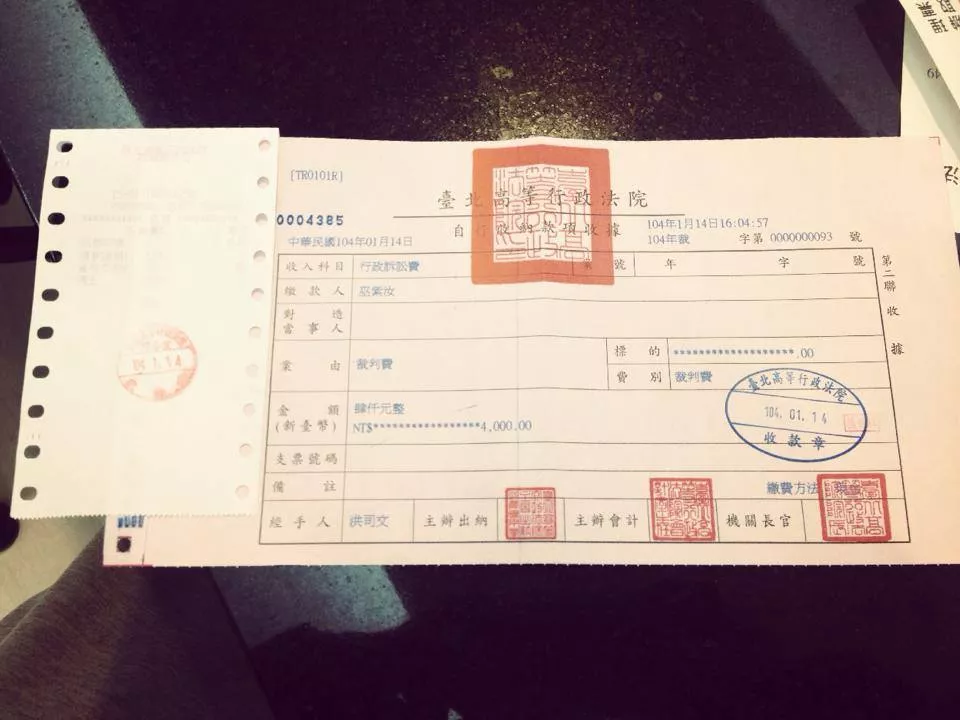 [TR0101R]
臺北高等行政法院
0004385
自行收納款項收據
104年1月14日16:04:57
中華民國104年01月14日
104年裁 字第 0000000093 號
收入科目 行政訴訟費 案號 年 字 號
繳款人 巫紫汝
對造當事人
案由 裁判費
標的 ********************.00
費別 裁判費
金額 肆仟元整
(新臺幣) NT$******************4,000.00
支票號碼
備註 繳費方法
經手人 洪司文 主辦出納 主辦會計 機關長官
第二聯 收據
臺北高等行政法院
104.01.14
收款章